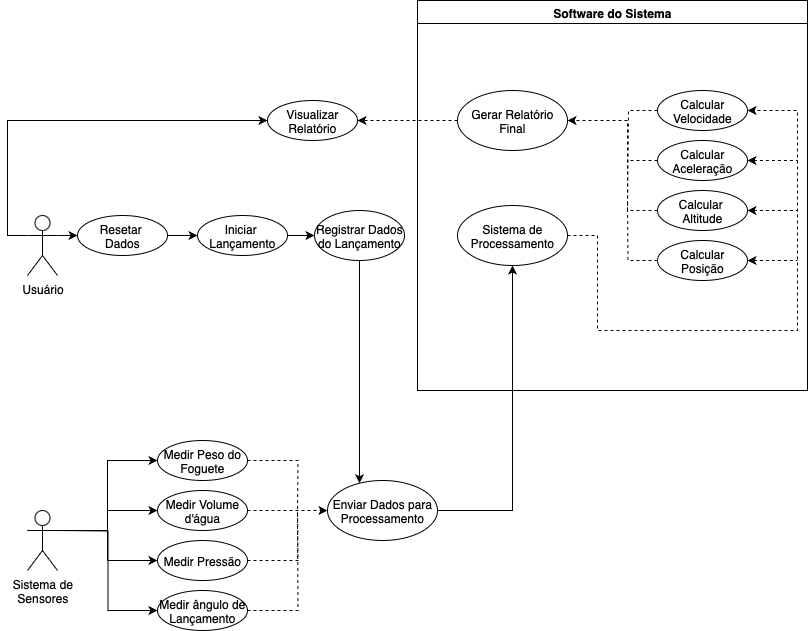 Software do Sistema
Visualizar
Relatório
Gerar Relatório
Final
Calcular
Velocidade
Calcular
Aceleração
Calcular
Altitude
Calcular
Posição
Usuário
Resetar
Dados
Iniciar
Lançamento
Registrar Dados
do Lançamento
Sistema de
Processamento
Sistema de
Sensores
Medir Peso do
Foguete
Medir Volume
d'água
Medir Pressão
Medir ângulo de
Lançamento
Enviar Dados para
Processamento